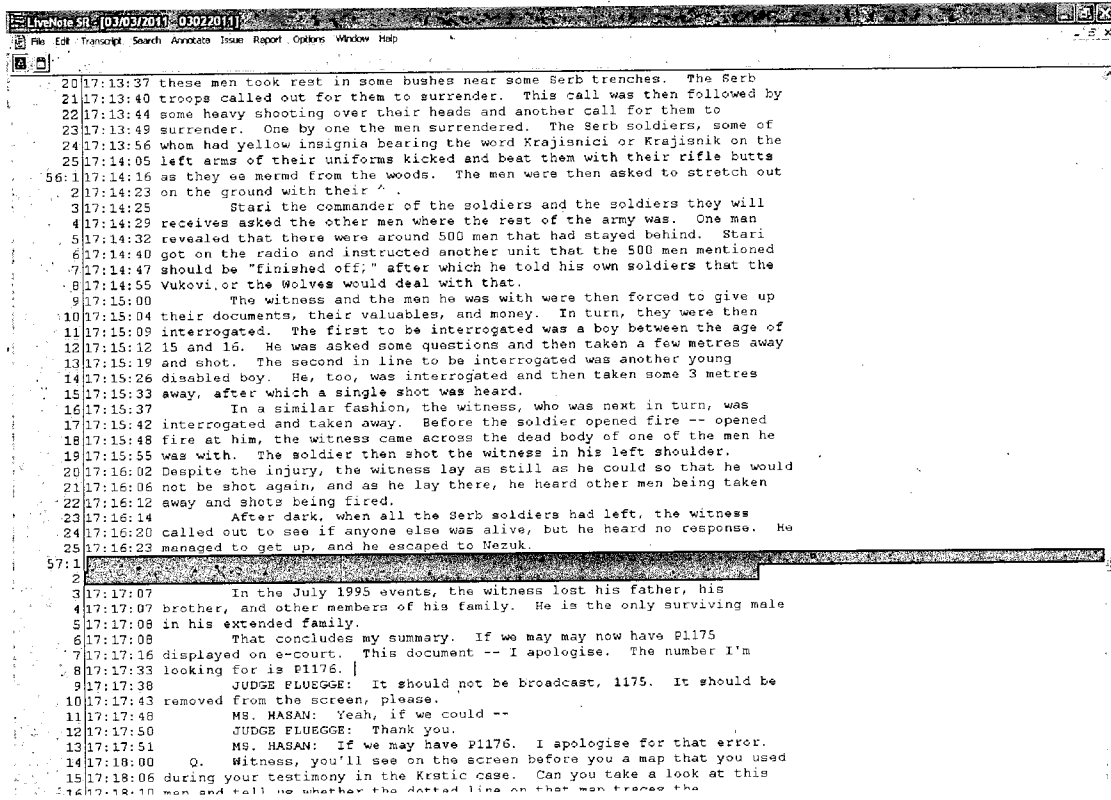 LiveNote SR - [03/03/2011 - 03022011]
File Edit Transcript Search Annotate Issue Report Options Window Help
20 17:13:37 these men took rest in some bushes near some Serb trenches. The Serb
21 17:13:40 troops called out for them to surrender. This call was then followed by
22 17:13:44 some heavy shooting over their heads and another call for them to
23 17:13:49 surrender. One by one the men surrendered. The Serb soldiers, some of
24 17:13:56 whom had yellow insignia bearing the word Krajisnici or Krajisnik on the
25 17:14:05 left arms of their uniforms kicked and beat them with their rifle butts
56:1 17:14:16 as they ee mermd from the woods. The men were then asked to stretch out
2 17:14:23 on the ground with their ^ .
3 17:14:25 Stari the commander of the soldiers and the soldiers they will
4 17:14:29 receives asked the other men where the rest of the army was. One man
5 17:14:32 revealed that there were around 500 men that had stayed behind. Stari
6 17:14:40 got on the radio and instructed another unit that the 500 men mentioned
7 17:14:47 should be "finished off;" after which he told his own soldiers that the
8 17:14:55 Vukovi or the Wolves would deal with that.
9 17:15:00 The witness and the men he was with were then forced to give up
10 17:15:04 their documents, their valuables, and money. In turn, they were then
11 17:15:09 interrogated. The first to be interrogated was a boy between the age of
12 17:15:12 15 and 16. He was asked some questions and then taken a few metres away
13 17:15:19 and shot. The second in line to be interrogated was another young
14 17:15:26 disabled boy. He, too, was interrogated and then taken some 3 metres
15 17:15:33 away, after which a single shot was heard.
16 17:15:37 In a similar fashion, the witness, who was next in turn, was
17 17:15:42 interrogated and taken away. Before the soldier opened fire -- opened
18 17:15:48 fire at him, the witness came across the dead body of one of the men he
19 17:15:55 was with. The soldier then shot the witness in his left shoulder.
20 17:16:02 Despite the injury, the witness lay as still as he could so that he would
21 17:16:06 not be shot again, and as he lay there, he heard other men being taken
22 17:16:12 away and shots being fired.
23 17:16:14 After dark, when all the Serb soldiers had left, the witness
24 17:16:20 called out to see if anyone else was alive, but he heard no response. He
25 17:16:23 managed to get up, and he escaped to Nezuk.
57:1
2
3 17:17:07 In the July 1995 events, the witness lost his father, his
4 17:17:07 brother, and other members of his family. He is the only surviving male
5 17:17:08 in his extended family.
6 17:17:08 That concludes my summary. If we may may now have P1175
7 17:17:16 displayed on e-court. This document -- I apologise. The number I'm
8 17:17:33 looking for is P1176.
9 17:17:38 JUDGE FLUEGGE: It should not be broadcast, 1175. It should be
10 17:17:43 removed from the screen, please.
11 17:17:48 MS. HASAN: Yeah, if we could --
12 17:17:50 JUDGE FLUEGGE: Thank you.
13 17:17:51 MS. HASAN: If we may have P1176. I apologise for that error.
14 17:18:00 Q. Witness, you'll see on the screen before you a map that you used
15 17:18:06 during your testimony in the Krstic case. Can you take a look at this
16 17:18:10 map and tell us whether the dotted line on that map traces the